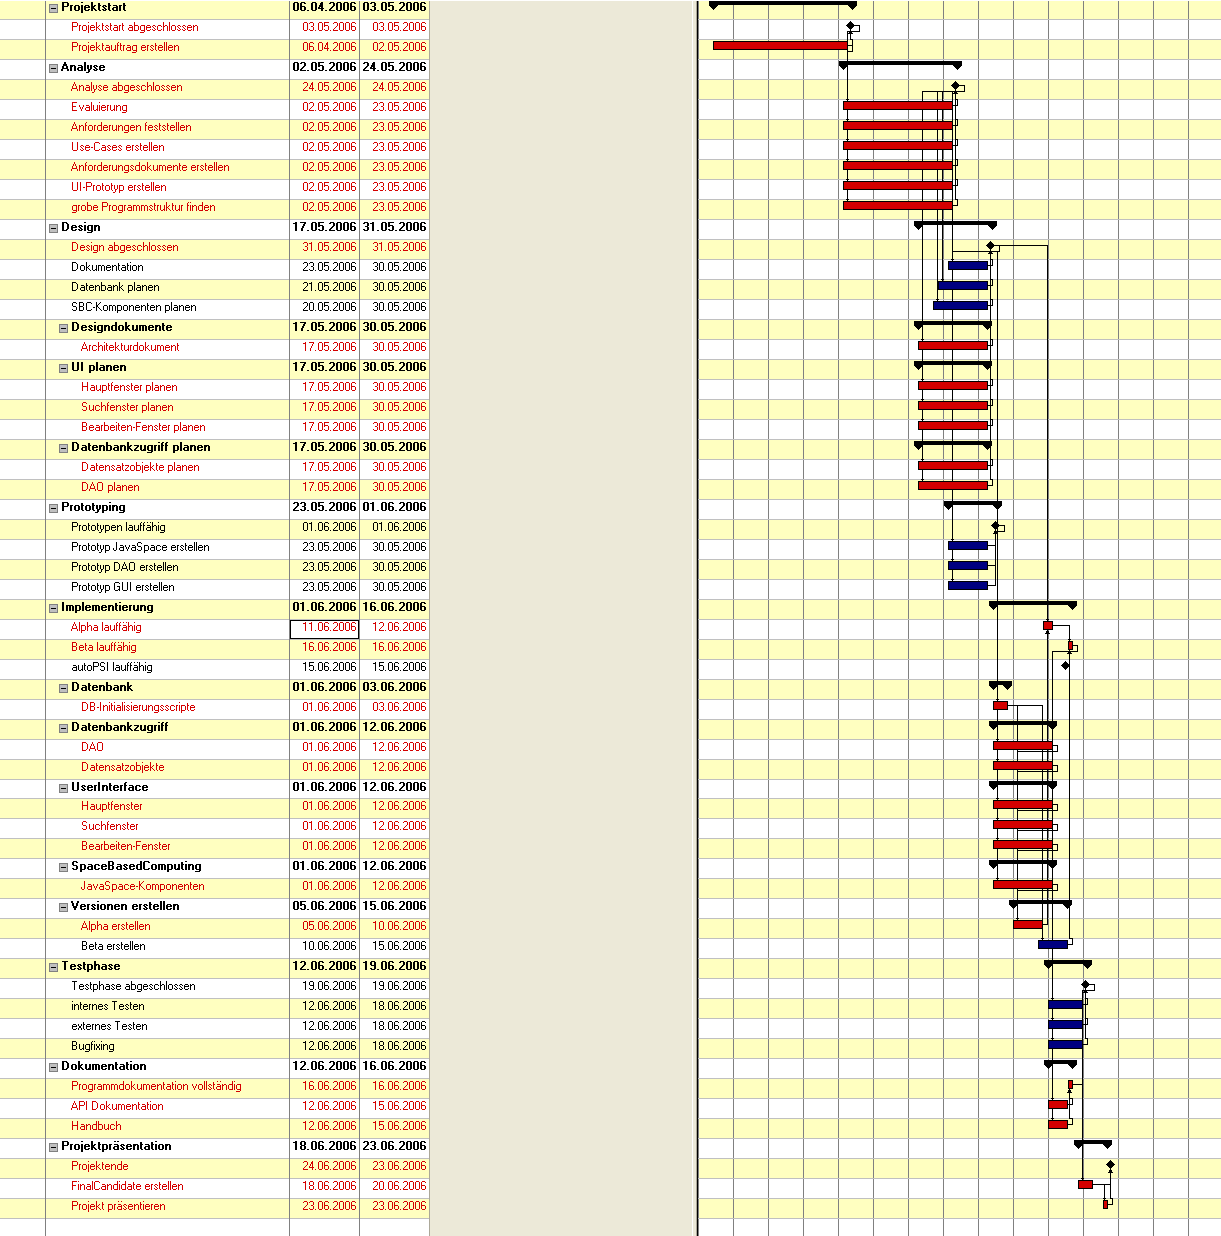 Projektstart 06.04.2006 03.05.2006
Projektstart abgeschlossen 03.05.2006 03.05.2006
Projektauftrag erstellen 06.04.2006 02.05.2006
Analyse 02.05.2006 24.05.2006
Analyse abgeschlossen 24.05.2006 24.05.2006
Evaluierung 02.05.2006 23.05.2006
Anforderungen feststellen 02.05.2006 23.05.2006
Use-Cases erstellen 02.05.2006 23.05.2006
Anforderungsdokumente erstellen 02.05.2006 23.05.2006
UI-Prototyp erstellen 02.05.2006 23.05.2006
grobe Programmstruktur finden 02.05.2006 23.05.2006
Design 17.05.2006 31.05.2006
Design abgeschlossen 31.05.2006 31.05.2006
Dokumentation 23.05.2006 30.05.2006
Datenbank planen 21.05.2006 30.05.2006
SBC-Komponenten planen 20.05.2006 30.05.2006
Designdokumente 17.05.2006 30.05.2006
Architekturdokument 17.05.2006 30.05.2006
UI planen 17.05.2006 30.05.2006
Hauptfenster planen 17.05.2006 30.05.2006
Suchfenster planen 17.05.2006 30.05.2006
Bearbeiten-Fenster planen 17.05.2006 30.05.2006
Datenbankzugriff planen 17.05.2006 30.05.2006
Datensatzobjekte planen 17.05.2006 30.05.2006
DAO planen 17.05.2006 30.05.2006
Prototyping 23.05.2006 01.06.2006
Prototypen lauffähig 01.06.2006 01.06.2006
Prototyp JavaSpace erstellen 23.05.2006 30.05.2006
Prototyp DAO erstellen 23.05.2006 30.05.2006
Prototyp GUI erstellen 23.05.2006 30.05.2006
Implementierung 01.06.2006 16.06.2006
Alpha lauffähig 11.06.2006 12.06.2006
Beta lauffähig 16.06.2006 16.06.2006
autoPSI lauffähig 15.06.2006 15.06.2006
Datenbank 01.06.2006 03.06.2006
DB-Initialisierungsscripte 01.06.2006 03.06.2006
Datenbankzugriff 01.06.2006 12.06.2006
DAO 01.06.2006 12.06.2006
Datensatzobjekte 01.06.2006 12.06.2006
UserInterface 01.06.2006 12.06.2006
Hauptfenster 01.06.2006 12.06.2006
Suchfenster 01.06.2006 12.06.2006
Bearbeiten-Fenster 01.06.2006 12.06.2006
SpaceBasedComputing 01.06.2006 12.06.2006
JavaSpace-Komponenten 01.06.2006 12.06.2006
Versionen erstellen 05.06.2006 15.06.2006
Alpha erstellen 05.06.2006 10.06.2006
Beta erstellen 10.06.2006 15.06.2006
Testphase 12.06.2006 19.06.2006
Testphase abgeschlossen 19.06.2006 19.06.2006
internes Testen 12.06.2006 18.06.2006
externes Testen 12.06.2006 18.06.2006
Bugfixing 12.06.2006 18.06.2006
Dokumentation 12.06.2006 16.06.2006
Programmdokumentation vollständig 16.06.2006 16.06.2006
API Dokumentation 12.06.2006 15.06.2006
Handbuch 12.06.2006 15.06.2006
Projektpräsentation 18.06.2006 23.06.2006
Projektende 24.06.2006 23.06.2006
FinalCandidate erstellen 18.06.2006 20.06.2006
Projekt präsentieren 23.06.2006 23.06.2006